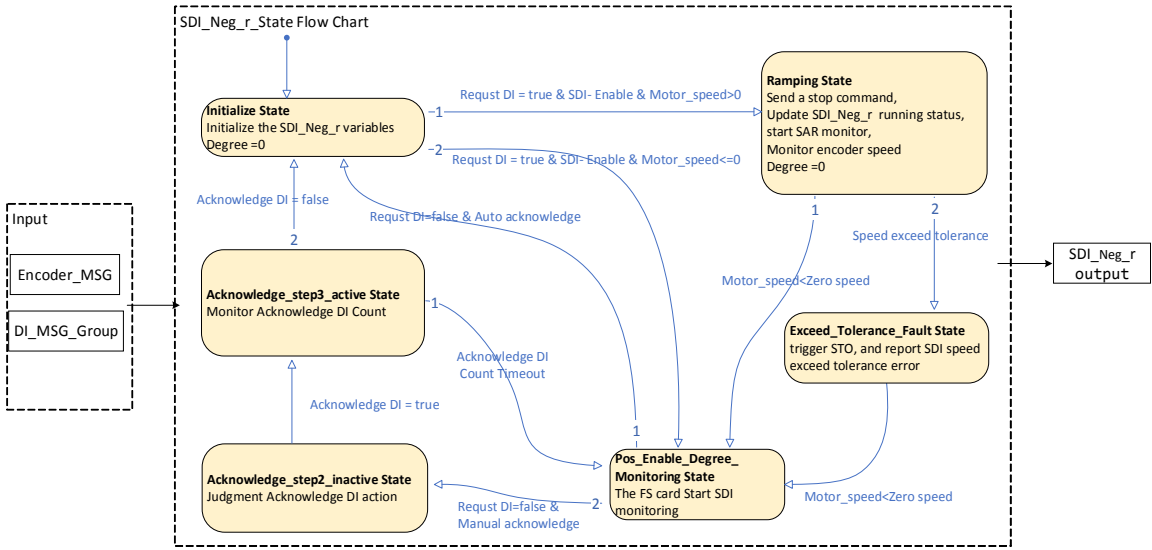 SDI_Neg_r_State Flow Chart
Initialize State
Initialize the SDI_Neg_r variables
Degree =0
1
Requst DI = true & SDI- Enable & Motor_speed>0
2
Requst DI = true & SDI-Enable & Motor_speed<=0
Ramping State
Send a stop command,
Update SDI_Neg_r running status,
start SAR monitor,
Monitor encoder speed
Degree =0
1
2
Acknowledge DI = false
Requst DI=false & Auto acknowledge
2
Speed exceed tolerance
Input
Encoder_MSG
DI_MSG_Group
Acknowledge_step3_active State
Monitor Acknowledge DI Count
1
Motor_speed<Zero speed
SDI_Neg_r
output
Exceed_Tolerance_Fault State
trigger STO, and report SDI speed
exceed tolerance error
Acknowledge DI
Count Timeout
Acknowledge DI = true
1
Acknowledge_step2_inactive State
Judgment Acknowledge DI action
Pos_Enable_Degree_
Monitoring State
The FS card Start SDI
monitoring
2
Requst DI=false &
Manual acknowledge
Motor_speed<Zero speed